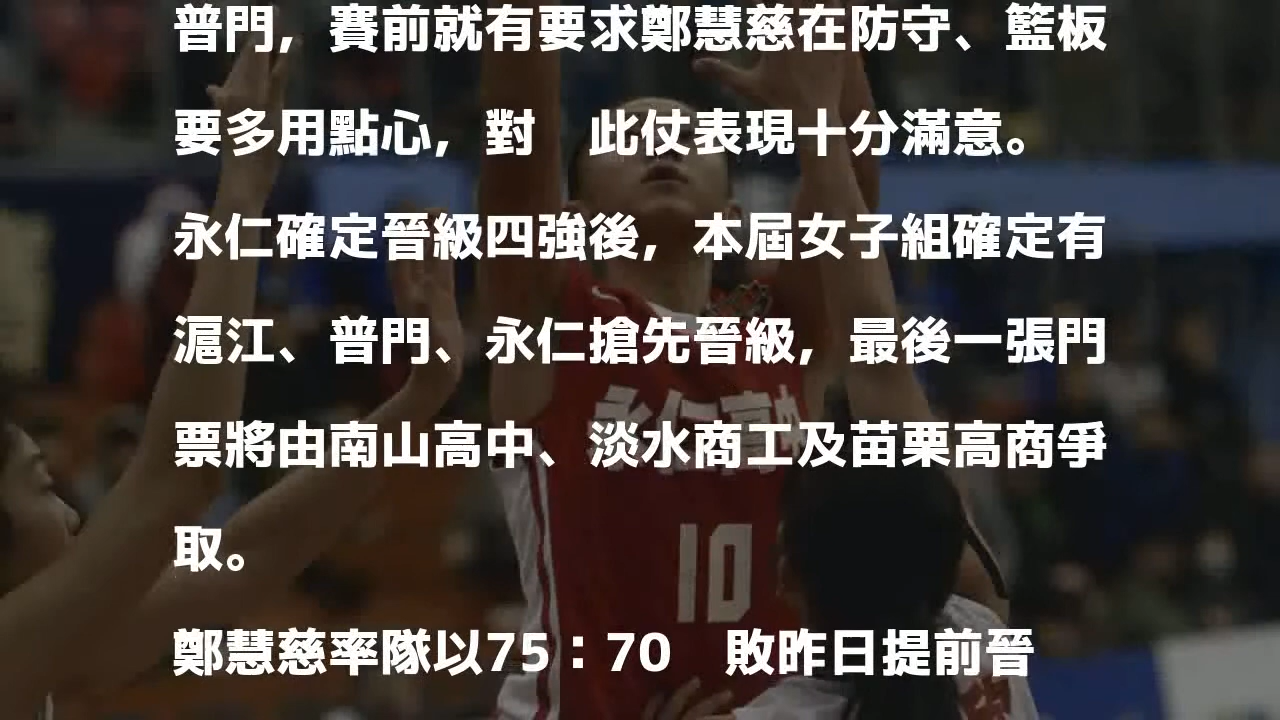 普門，賽前就有要求鄭慧慈在防守、籃板
要多用點心，對　此仗表現十分滿意。
永仁確定晉級四強後，本屆女子組確定有
滬江、普門、永仁搶先晉級，最後一張門
票將由南山高中、淡水商工及苗栗高商爭
取。
鄭慧慈率隊以75：70　敗昨日提前晉
永仁高中
10